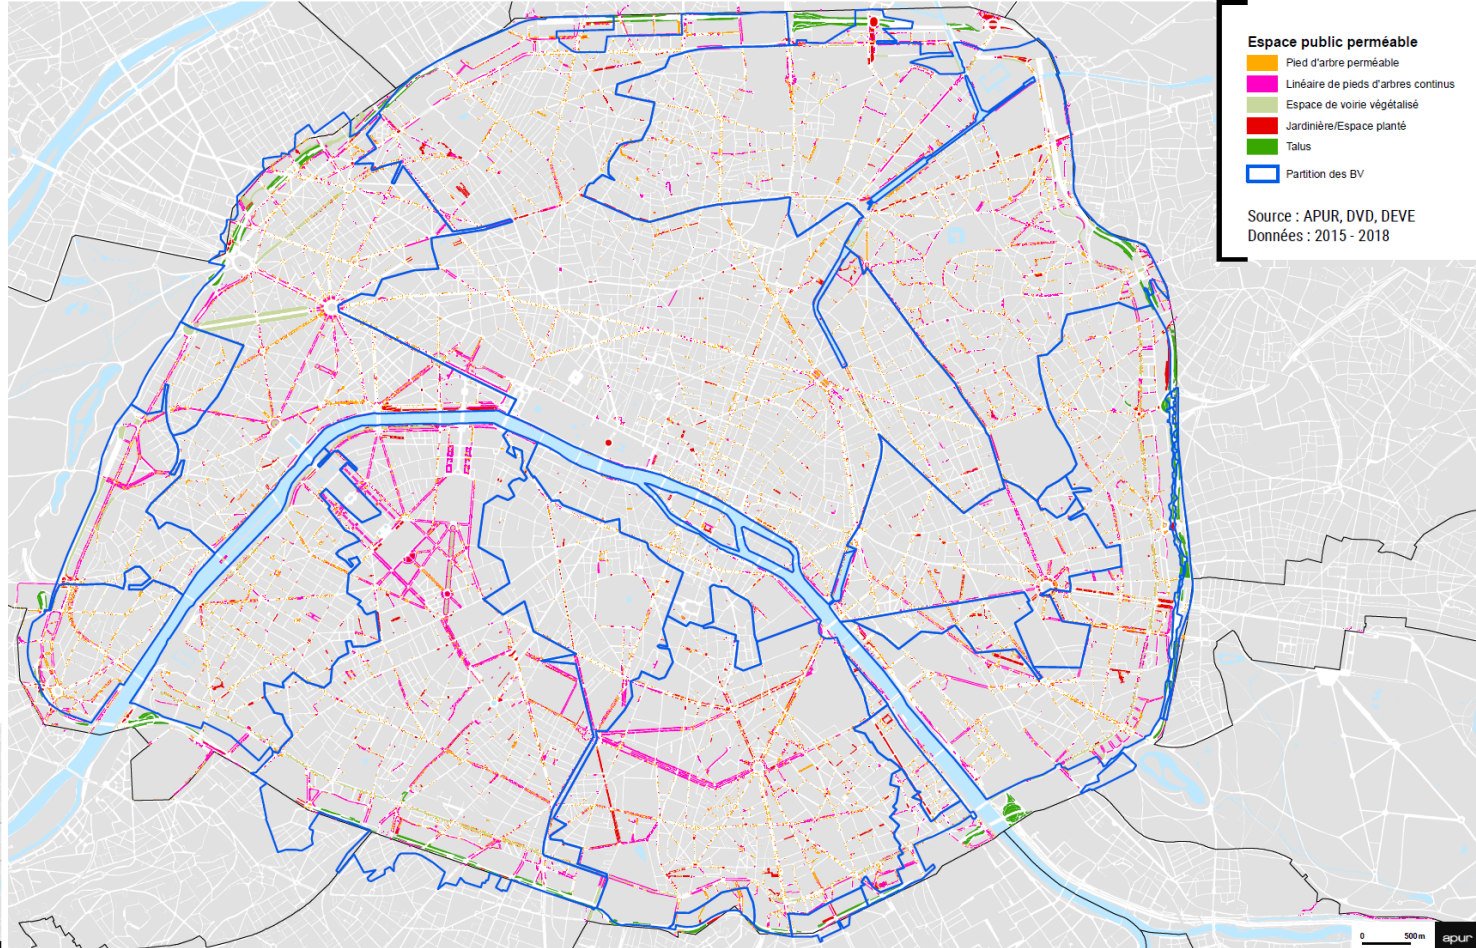 Espace public perméable
Pied d'arbre perméable
Linéaire de pieds d'arbres continus
Espace de voirie végétalisé
Jardinière/Espace planté
Talus
Partition des BV
Source : APUR, DVD, DEVE
Données : 2015 - 2018
0 500 m
apur